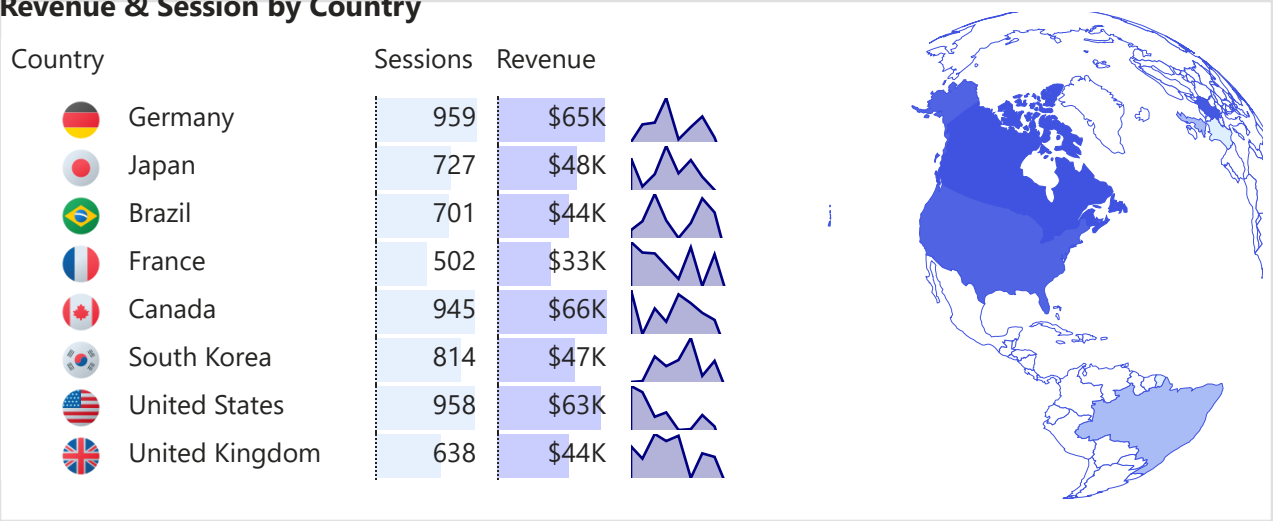 Revenue & Session by Country
Country Sessions Revenue
Germany 959 $65K
Japan 727 $48K
Brazil 701 $44K
France 502 $33K
Canada 945 $66K
South Korea 814 $47K
United States 958 $63K
United Kingdom 638 $44K